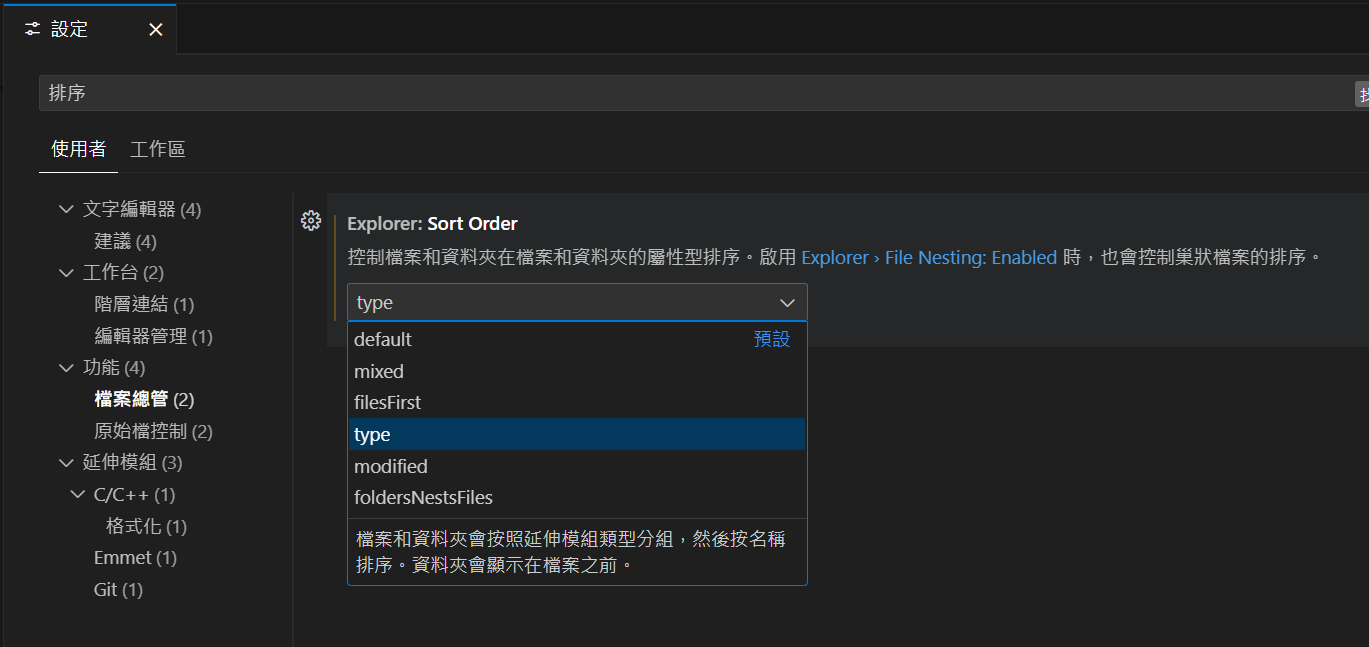 設定
排序
使用者 工作區
文字編輯器 (4)
建議 (4)
工作台 (2)
階層連結 (1)
編輯器管理 (1)
功能 (4)
檔案總管 (2)
原始檔控制 (2)
延伸模組 (3)
C/C++ (1)
格式化 (1)
Emmet (1)
Git (1)
Explorer: Sort Order
控制檔案和資料夾在檔案和資料夾的屬性型排序。啟用 Explorer › File Nesting: Enabled 時，也會控制巢狀檔案的排序。
type
default 預設
mixed
filesFirst
type
modified
foldersNestsFiles
檔案和資料夾會按照延伸模組類型分組，然後按名稱
排序。資料夾會顯示在檔案之前。